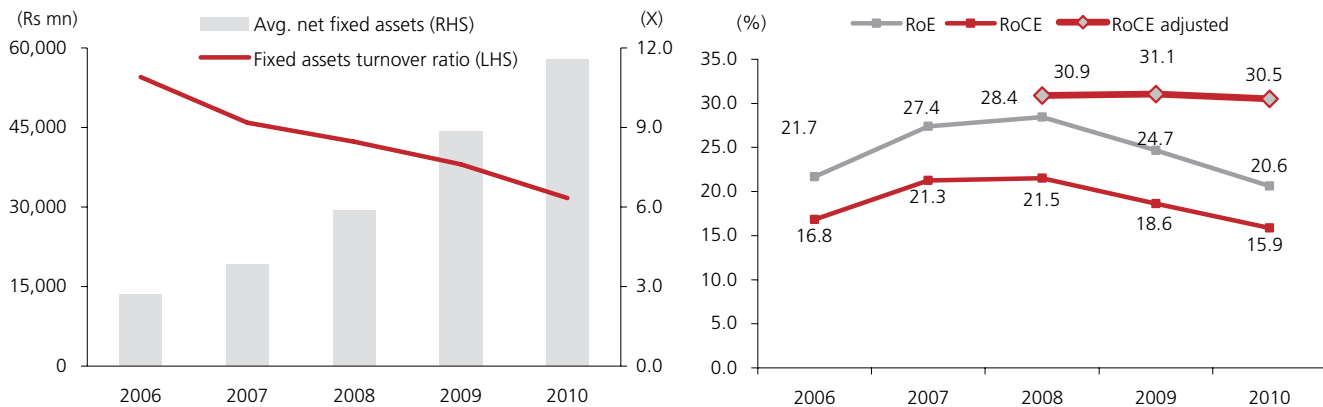 (Rs mn)
Avg. net fixed assets (RHS)
(X)
Fixed assets turnover ratio (LHS)
60,000
45,000
30,000
15,000
0
12.0
9.0
6.0
3.0
0.0
2006 2007 2008 2009 2010
(%)
RoE RoCE RoCE adjusted
35.0
30.0
25.0
20.0
15.0
10.0
5.0
0.0
30.9 31.1 30.5
21.7 27.4 28.4 24.7 20.6
16.8 21.3 21.5 18.6 15.9
2006 2007 2008 2009 2010